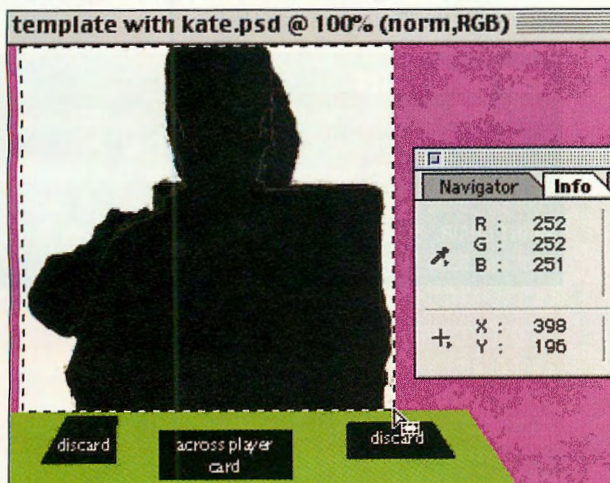 template with kate.psd @ 100% (norm,RGB)
Navigator
Info
R : 252
G : 252
B : 251
X : 398
Y : 196
discard
across player
card
discard